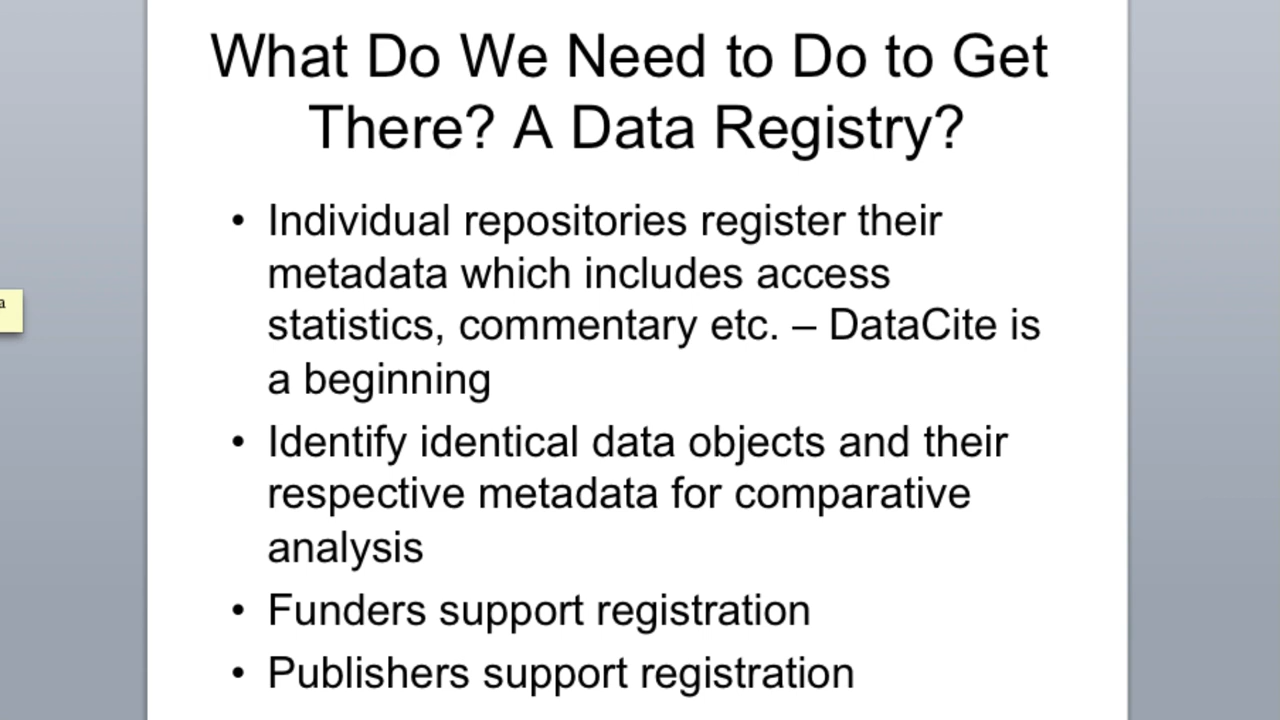 What Do We Need to Do to Get
There? A Data Registry?
• Individual repositories register their
metadata which includes access
statistics, commentary etc. – DataCite is
a beginning
• Identify identical data objects and their
respective metadata for comparative
analysis
• Funders support registration
• Publishers support registration
a